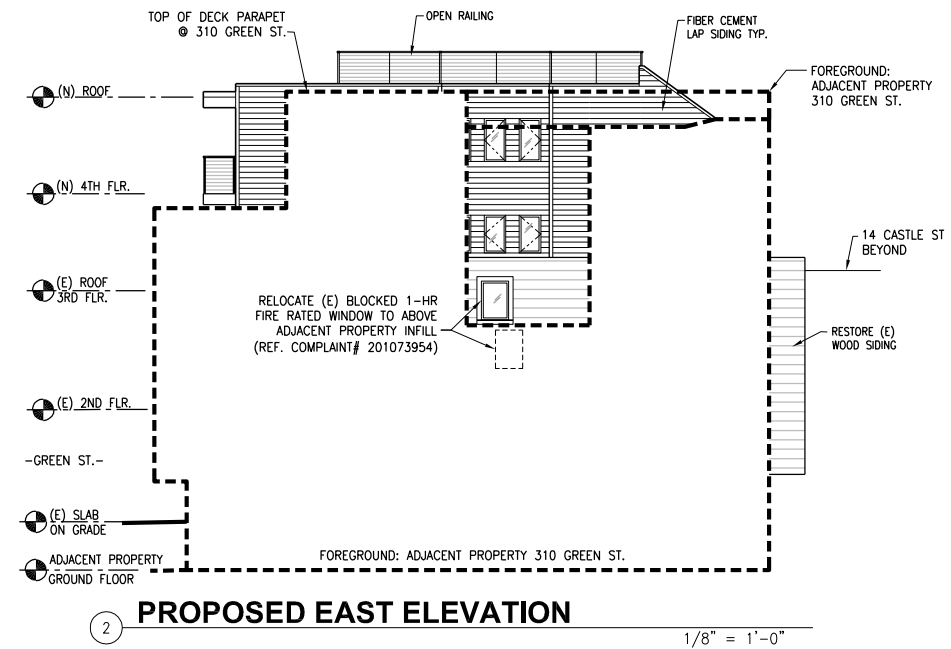 TOP OF DECK PARAPET
@ 310 GREEN ST.
OPEN RAILING
FIBER CEMENT
LAP SIDING TYP.
FOREGROUND:
ADJACENT PROPERTY
310 GREEN ST.
(N) ROOF
(N) 4TH FLR.
14 CASTLE ST
BEYOND
(E) ROOF
3RD FLR.
RELOCATE (E) BLOCKED 1-HR
FIRE RATED WINDOW TO ABOVE
ADJACENT PROPERTY INFILL
(REF. COMPLAINT# 201073954)
RESTORE (E)
WOOD SIDING
(E) 2ND FLR.
-GREEN ST.-
(E) SLAB
ON GRADE
ADJACENT PROPERTY
GROUND FLOOR
FOREGROUND: ADJACENT PROPERTY 310 GREEN ST.
2 PROPOSED EAST ELEVATION
1/8" = 1'-0"